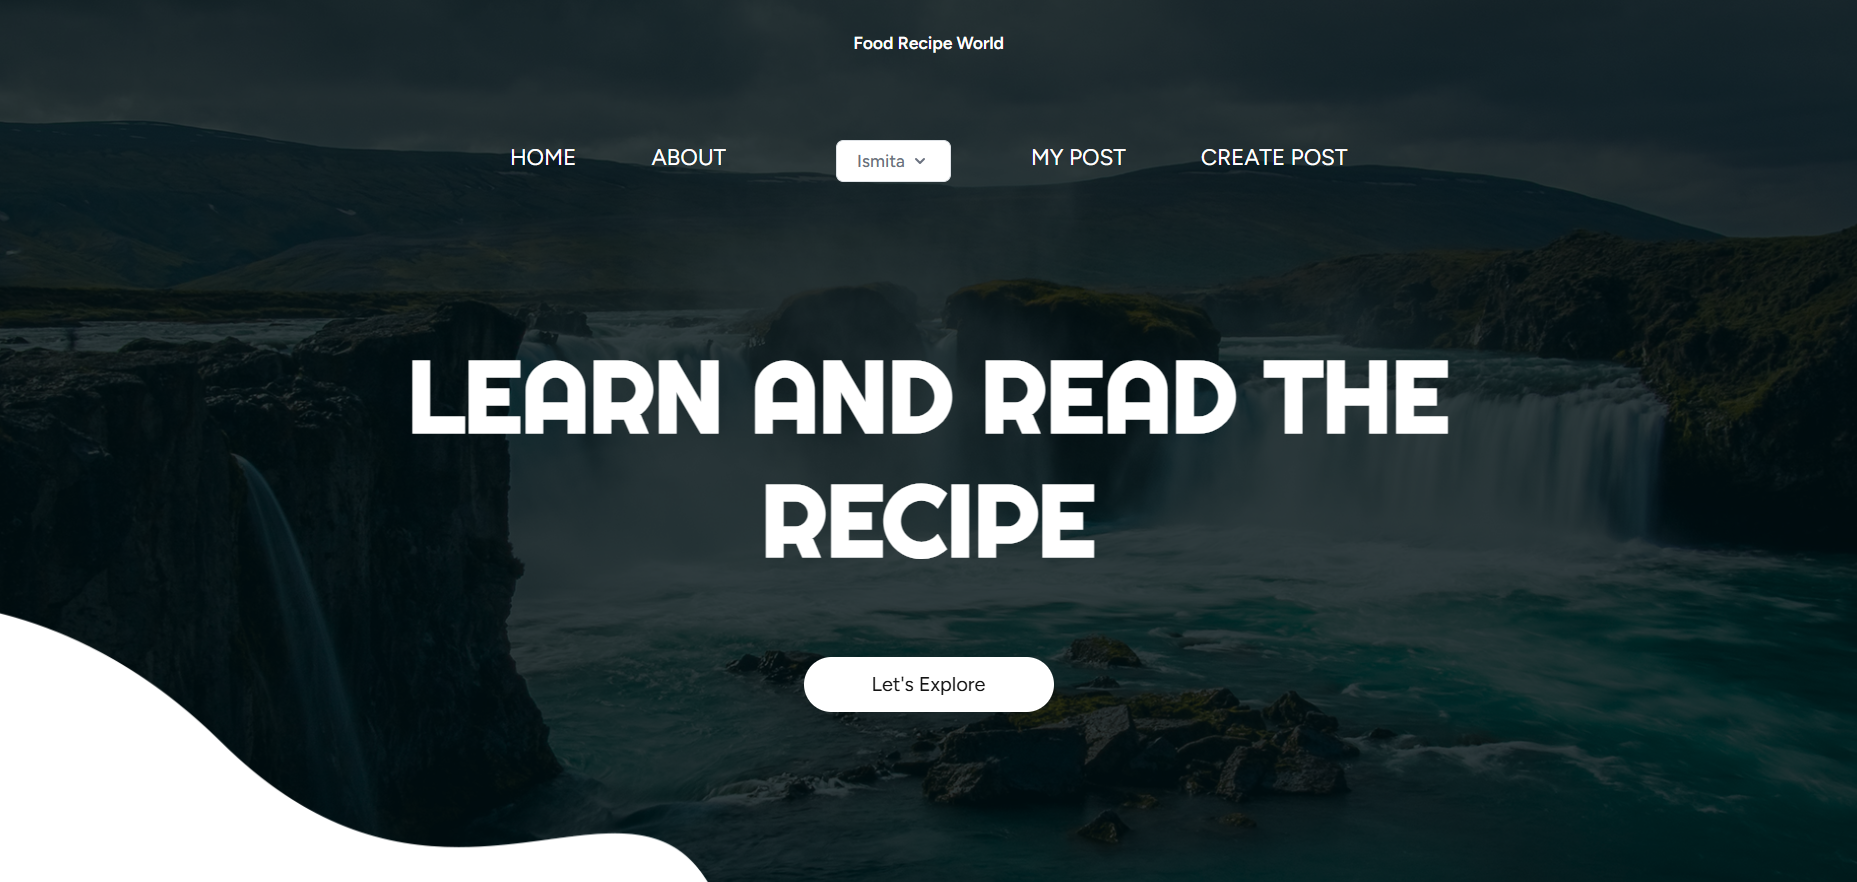 Food Recipe World
HOME ABOUT Ismita MY POST CREATE POST
LEARN AND READ THE
RECIPE
Let's Explore